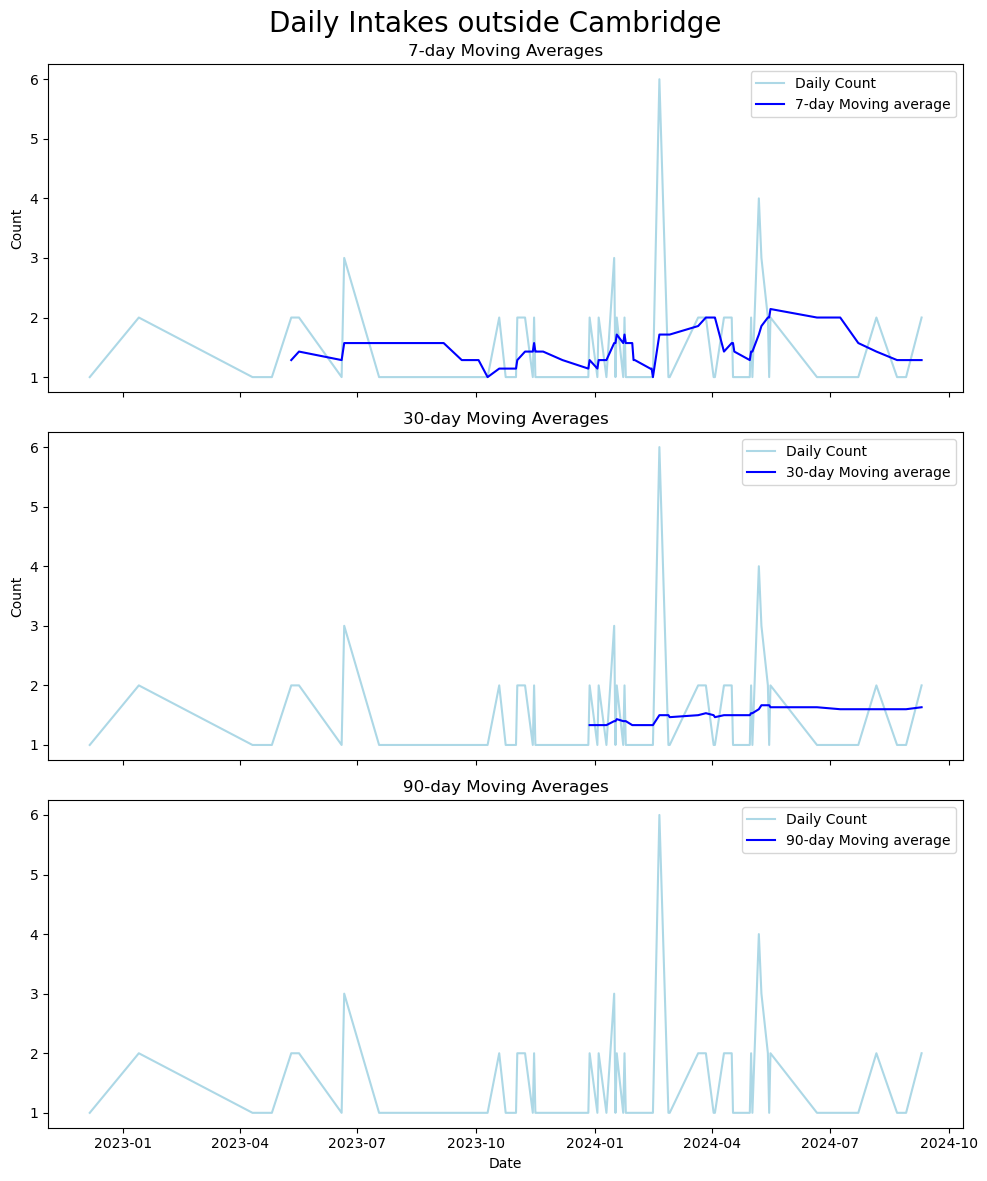 Daily Intakes outside Cambridge
7-day Moving Averages
Daily Count
7-day Moving average
Count
6
5
4
3
2
1
30-day Moving Averages
Daily Count
30-day Moving average
Count
6
5
4
3
2
1
90-day Moving Averages
Daily Count
90-day Moving average
6
5
4
3
2
1
2023-01 2023-04 2023-07 2023-10 2024-01 2024-04 2024-07 2024-10
Date